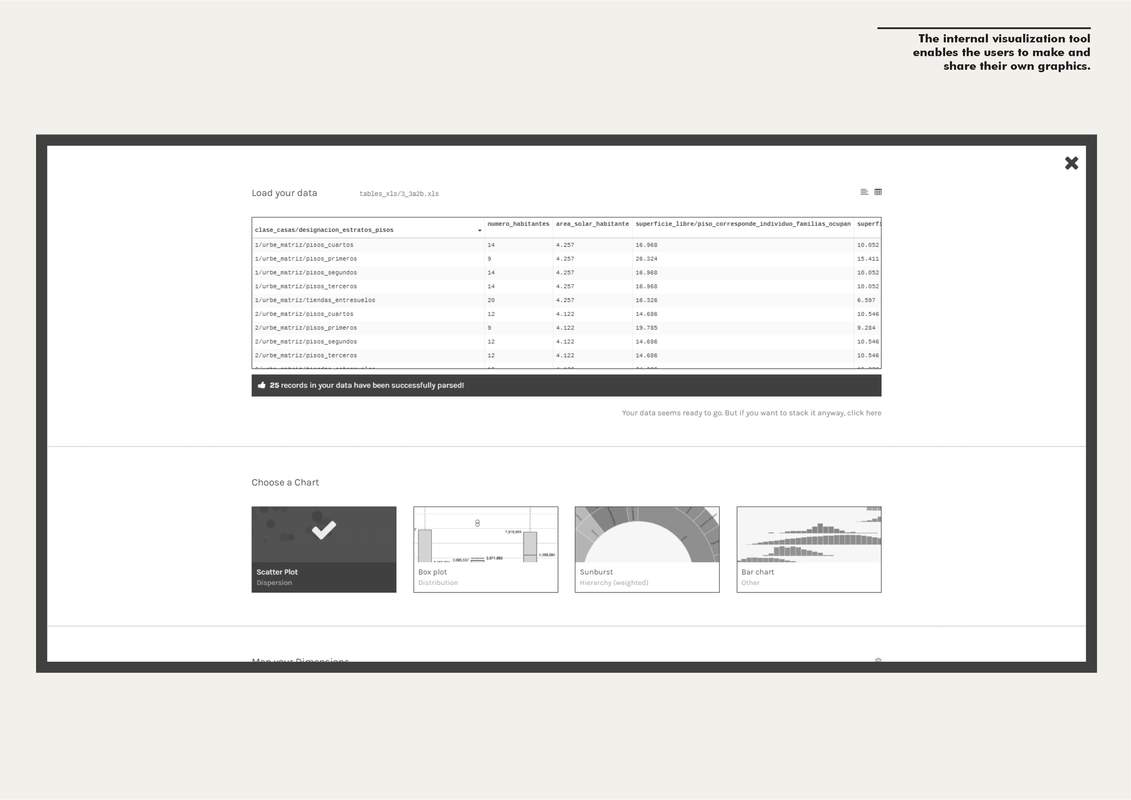 The internal visualization tool
enables the users to make and
share their own graphics.
Load your data tables_xls/3_3a2b.xls
clase_casas/designacion_estratos_pisos numero_habitantes area_solar_habitante superficie_libre/piso_corresponde_individuo_familias_ocupan superfi
1/urbe_matriz/pisos_cuartos 14 4.257 16.968 10.052
1/urbe_matriz/pisos_primeros 9 4.257 26.324 15.411
1/urbe_matriz/pisos_segundos 14 4.257 16.968 10.052
1/urbe_matriz/pisos_terceros 14 4.257 16.968 10.052
1/urbe_matriz/tiendas_entresuelos 20 4.257 16.326 6.597
2/urbe_matriz/pisos_cuartos 12 4.122 14.686 10.546
2/urbe_matriz/pisos_primeros 9 4.122 19.785 9.284
2/urbe_matriz/pisos_segundos 12 4.122 14.686 10.546
2/urbe_matriz/pisos_terceros 12 4.122 14.686 10.546
25 records in your data have been successfully parsed!
Your data seems ready to go. But if you want to stack it anyway, click here
Choose a Chart
Scatter Plot
Dispersion
Box plot
Distribution
Sunburst
Hierarchy (weighted)
Bar chart
Other
Map your Dimensions